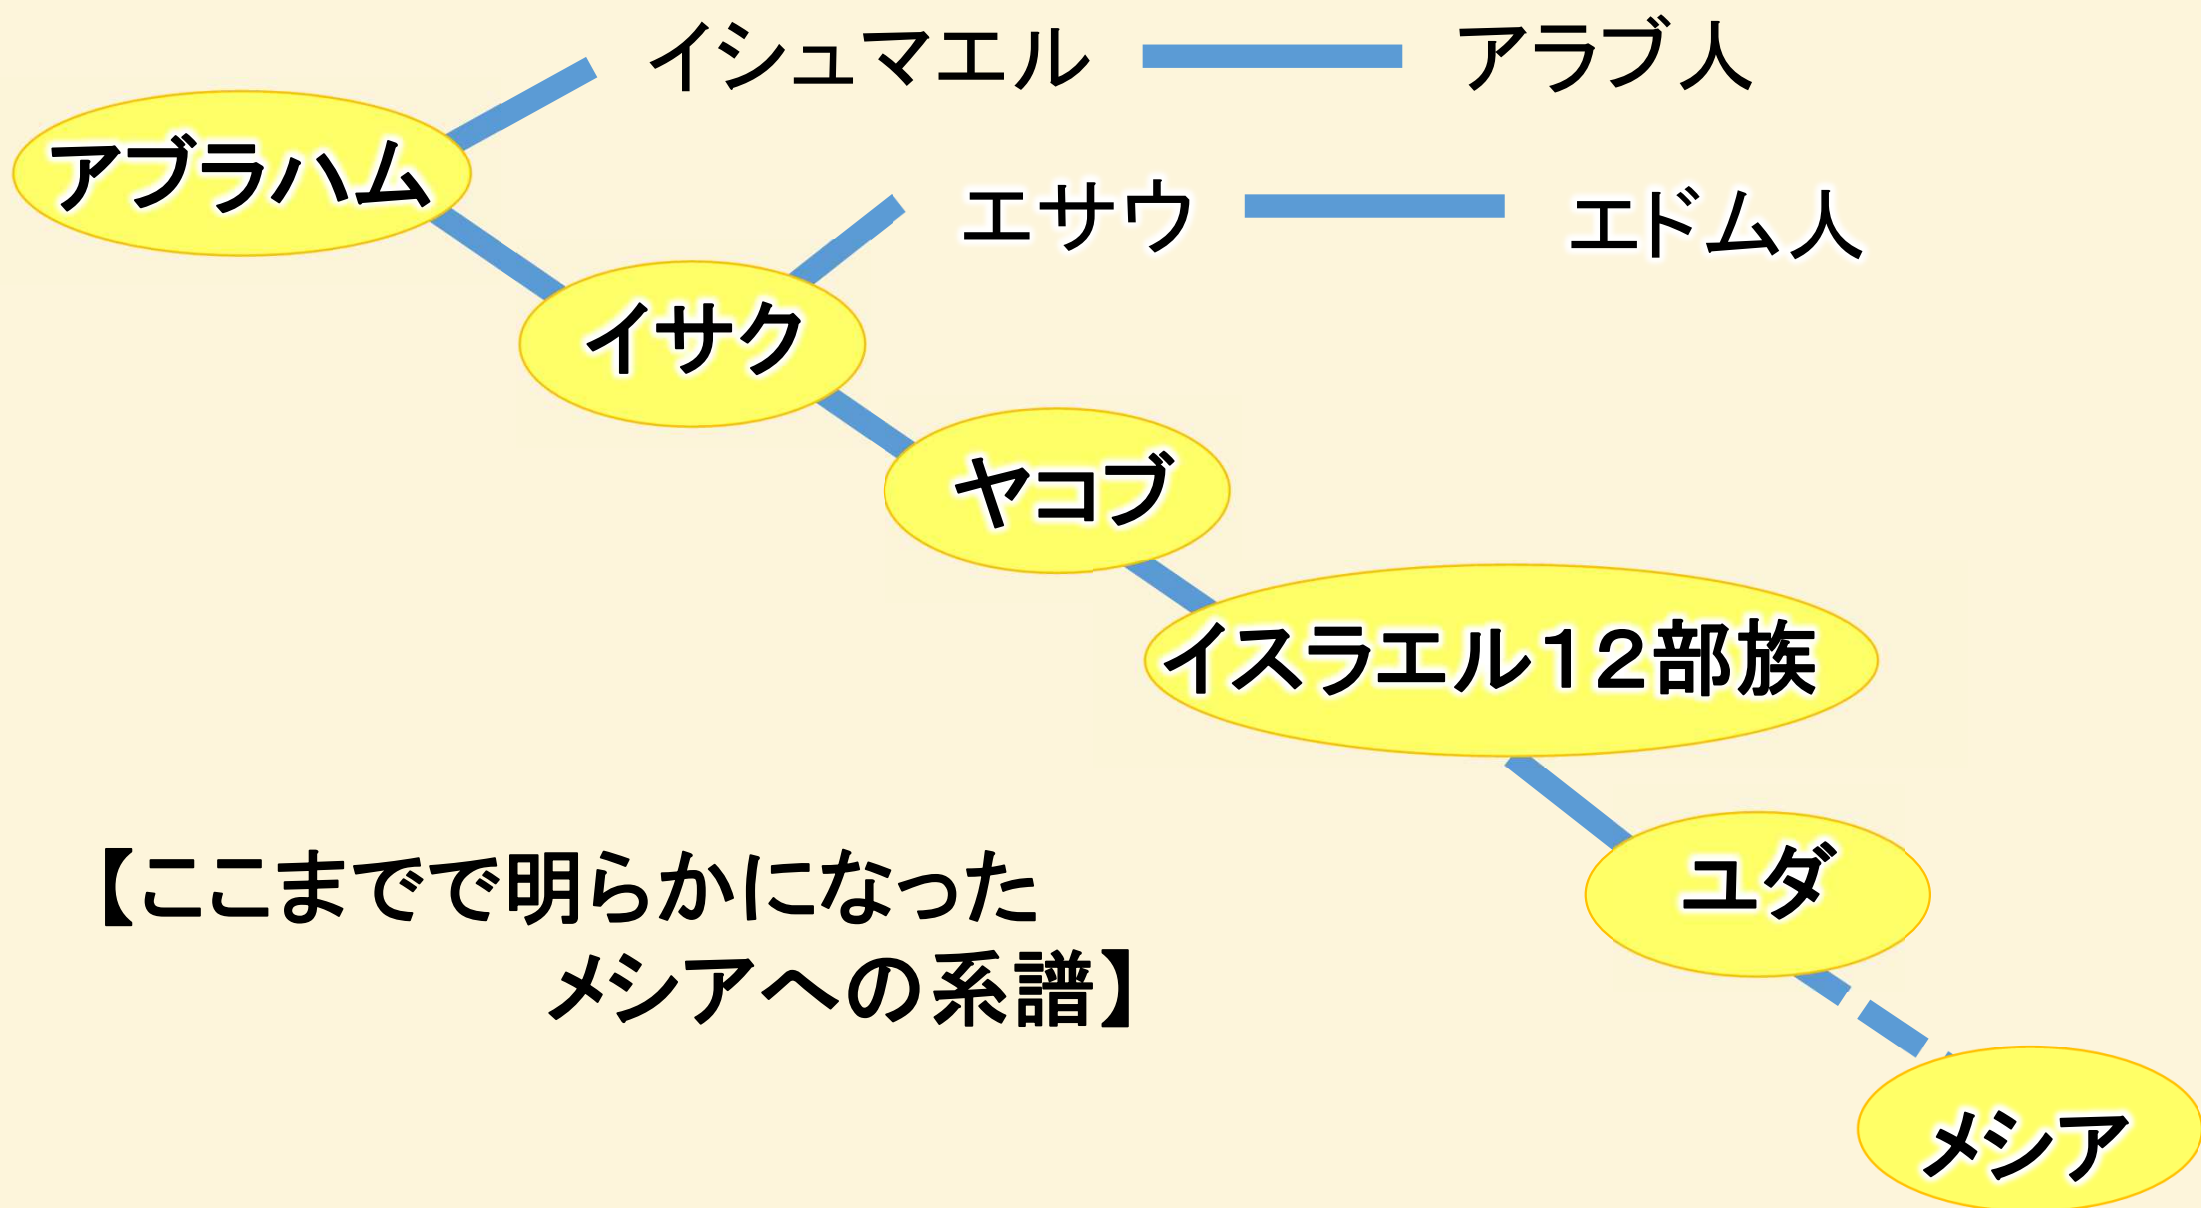 イシュマエル
アラブ人
アブラハム
エサウ
エドム人
イサク
ヤコブ
イスラエル12部族
ユダ
【ここまでで明らかになった
メシアへの系譜】
メシア